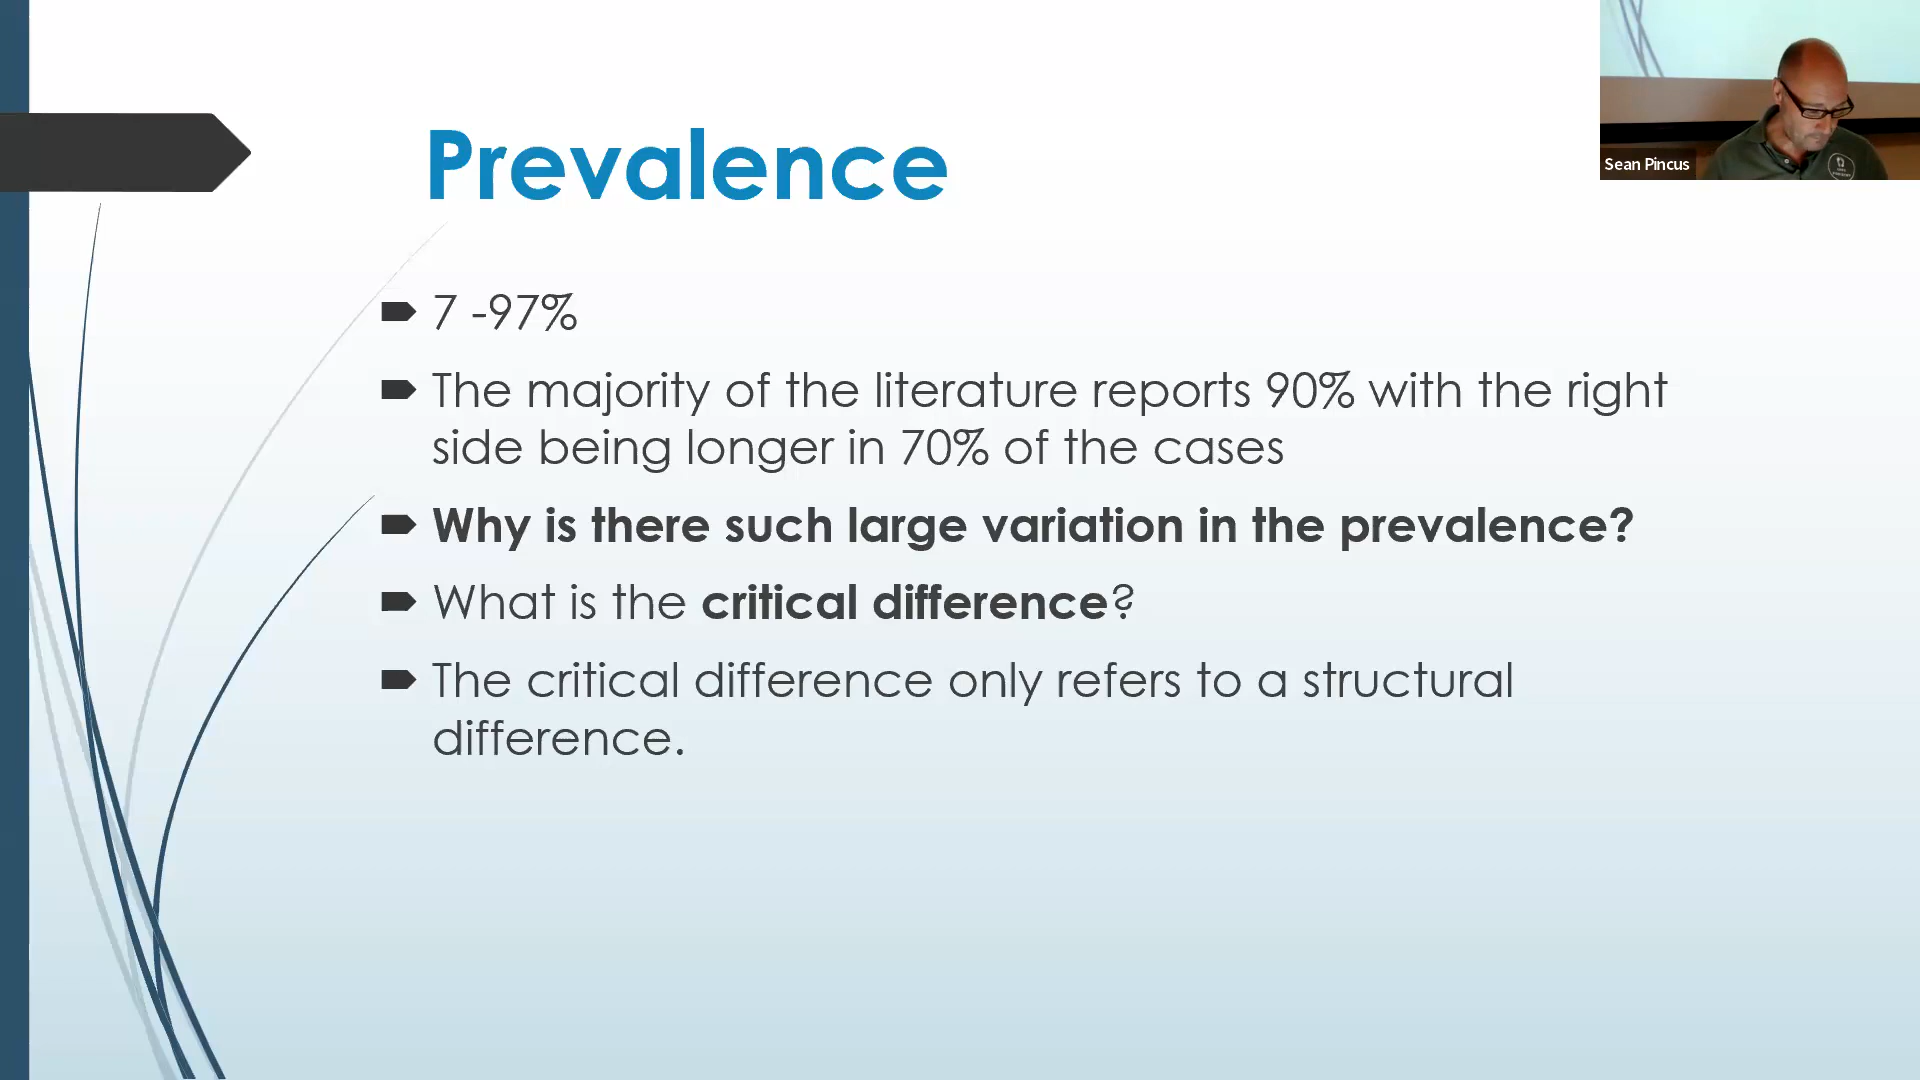 Prevalence
7 -97%
The majority of the literature reports 90% with the right
side being longer in 70% of the cases
Why is there such large variation in the prevalence?
What is the critical difference?
The critical difference only refers to a structural
difference.
Sean Pincus